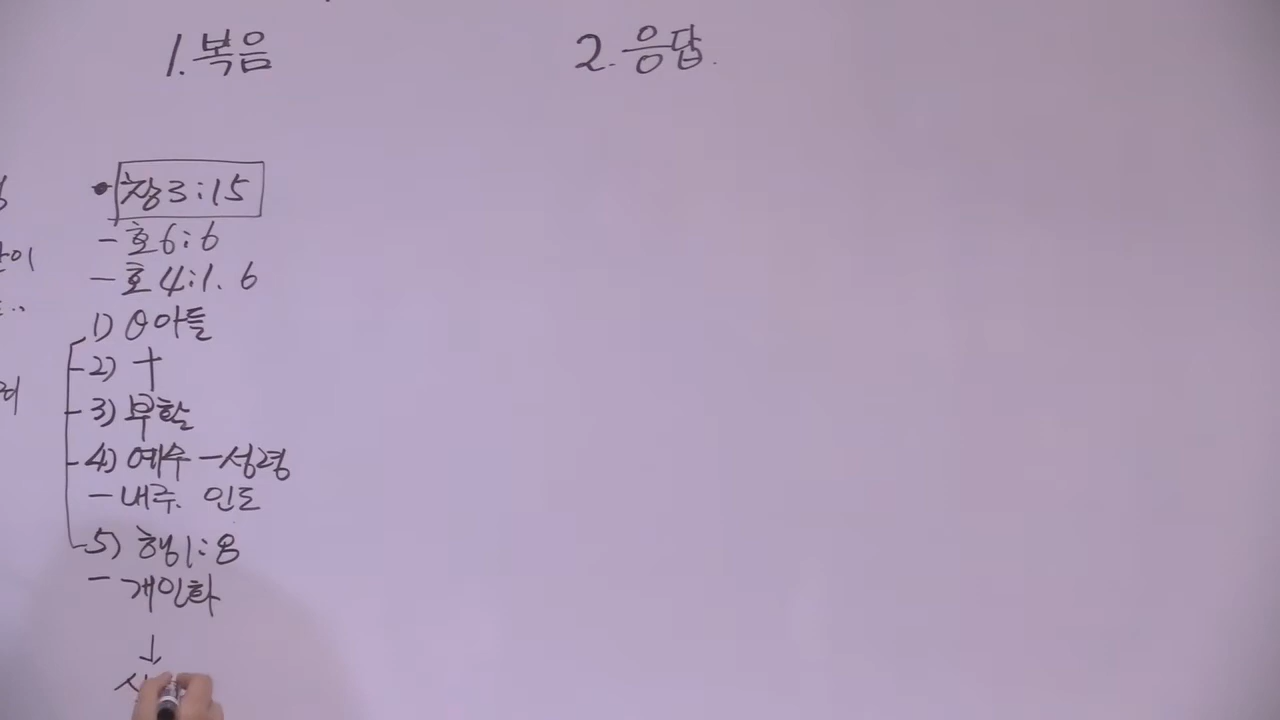 1. 복음
2. 응답.
• 창3:15
- 호6:6
- 호4:1. 6
1) θ아들
2) 十
3) 부활
4) 예수 - 성령
- 내주. 인도
5) 행1:8
- 개인화
↓